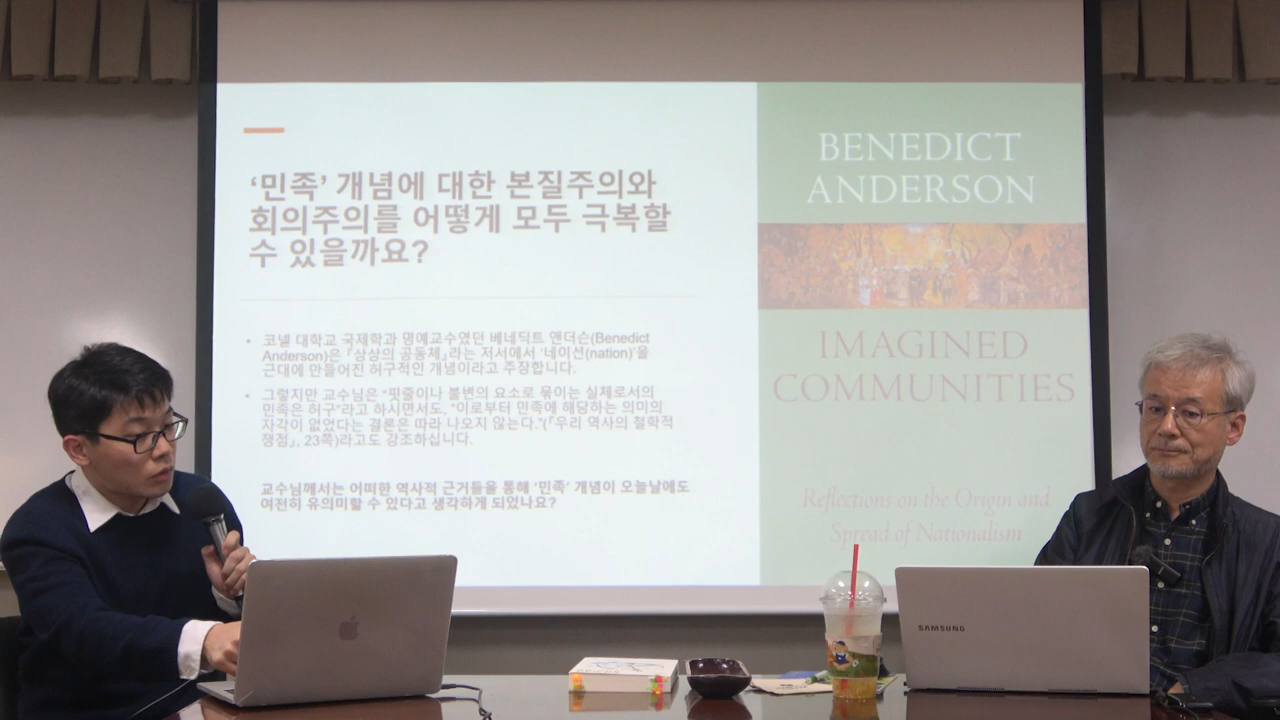 ‘민족’ 개념에 대한 본질주의와
회의주의를 어떻게 모두 극복할
수 있을까요?
• 코넬 대학교 국제학과 명예교수였던 베네딕트 앤더슨(Benedict
Anderson)은 『상상의 공동체』라는 저서에서 ‘네이션(nation)’을
근대에 만들어진 허구적인 개념이라고 주장합니다.
• 그렇지만 교수님은 “핏줄이나 불변의 요소로 묶이는 실체로서의
민족은 허구”라고 하시면서도, “이로부터 민족에 해당하는 의미의
자각이 없었다는 결론은 따라 나오지 않는다.”(『우리 역사의 철학적
쟁점』, 23쪽)라고도 강조하십니다.
교수님께서는 어떠한 역사적 근거들을 통해 ‘민족’ 개념이 오늘날에도
여전히 유의미할 수 있다고 생각하게 되었나요?
BENEDICT
ANDERSON
IMAGINED
COMMUNITIES
Reflections on the Origin and
Spread of Nationalism
SAMSUNG